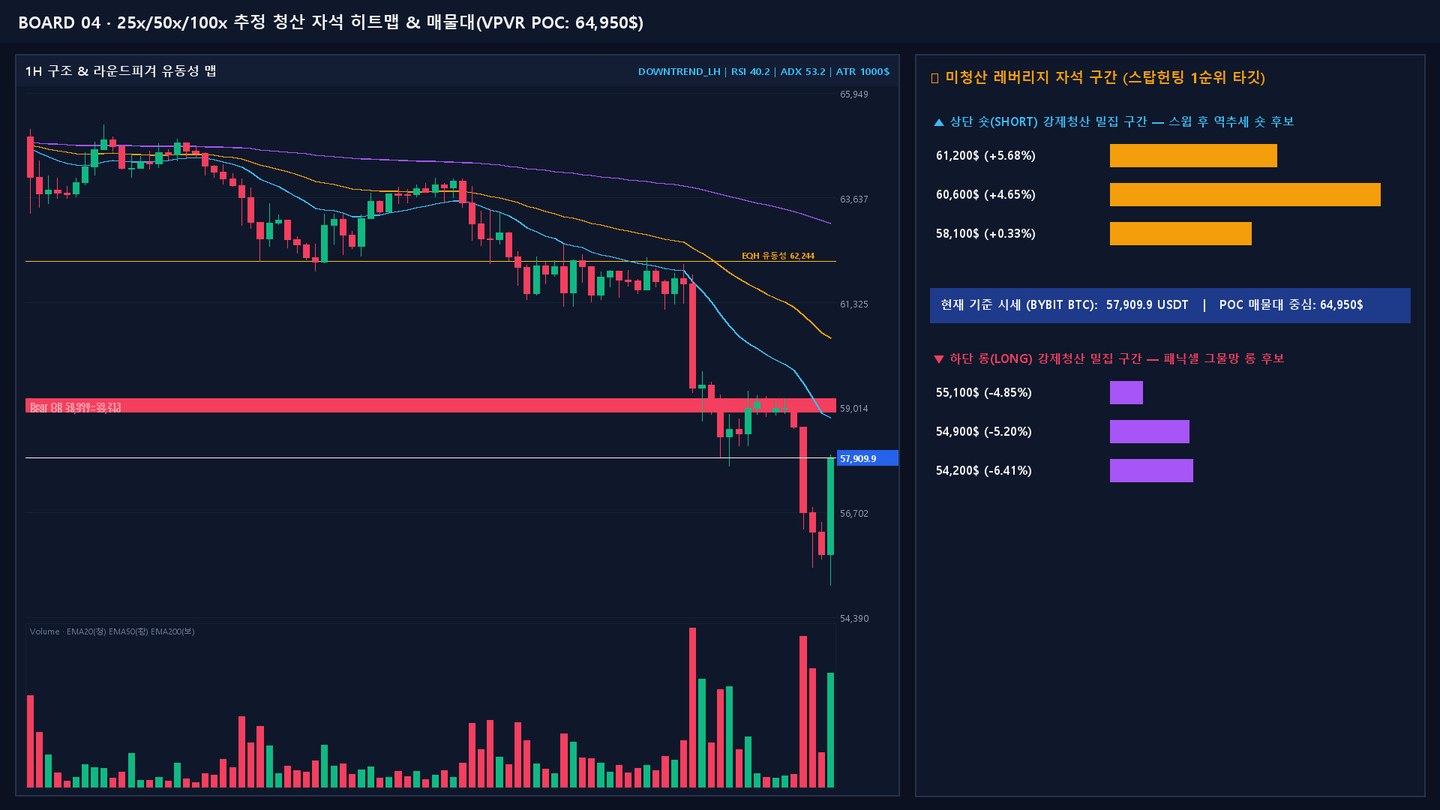 BOARD 04 · 25x/50x/100x 추정 청산 자석 히트맵 & 매물대(VPVR POC: 64,950$)
1H 구조 & 라운드피겨 유동성 맵
DOWNTREND_LH | RSI 40.2 | ADX 53.2 | ATR 1000$
65,949
63,637
EQH 유동성 62,244
61,325
59,014
57,909.9
56,702
54,390
Volume · EMA20(청) EMA50(황) EMA200(보)
미청산 레버리지 자석 구간 (스탑헌팅 1순위 타깃)
▲ 상단 숏(SHORT) 강제청산 밀집 구간 — 스윕 후 역추세 숏 후보
61,200$ (+5.68%)
60,600$ (+4.65%)
58,100$ (+0.33%)
현재 기준 시세 (BYBIT BTC): 57,909.9 USDT | POC 매물대 중심: 64,950$
▼ 하단 롱(LONG) 강제청산 밀집 구간 — 패닉셀 그물망 롱 후보
55,100$ (-4.85%)
54,900$ (-5.20%)
54,200$ (-6.41%)